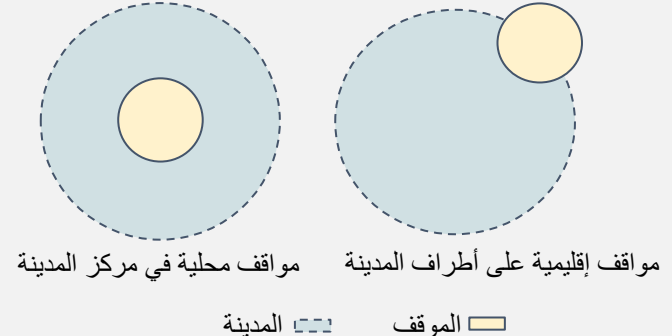 مواقف إقليمية على أطراف المدينة
مواقف محلية في مركز المدينة
الموقف
المدينة